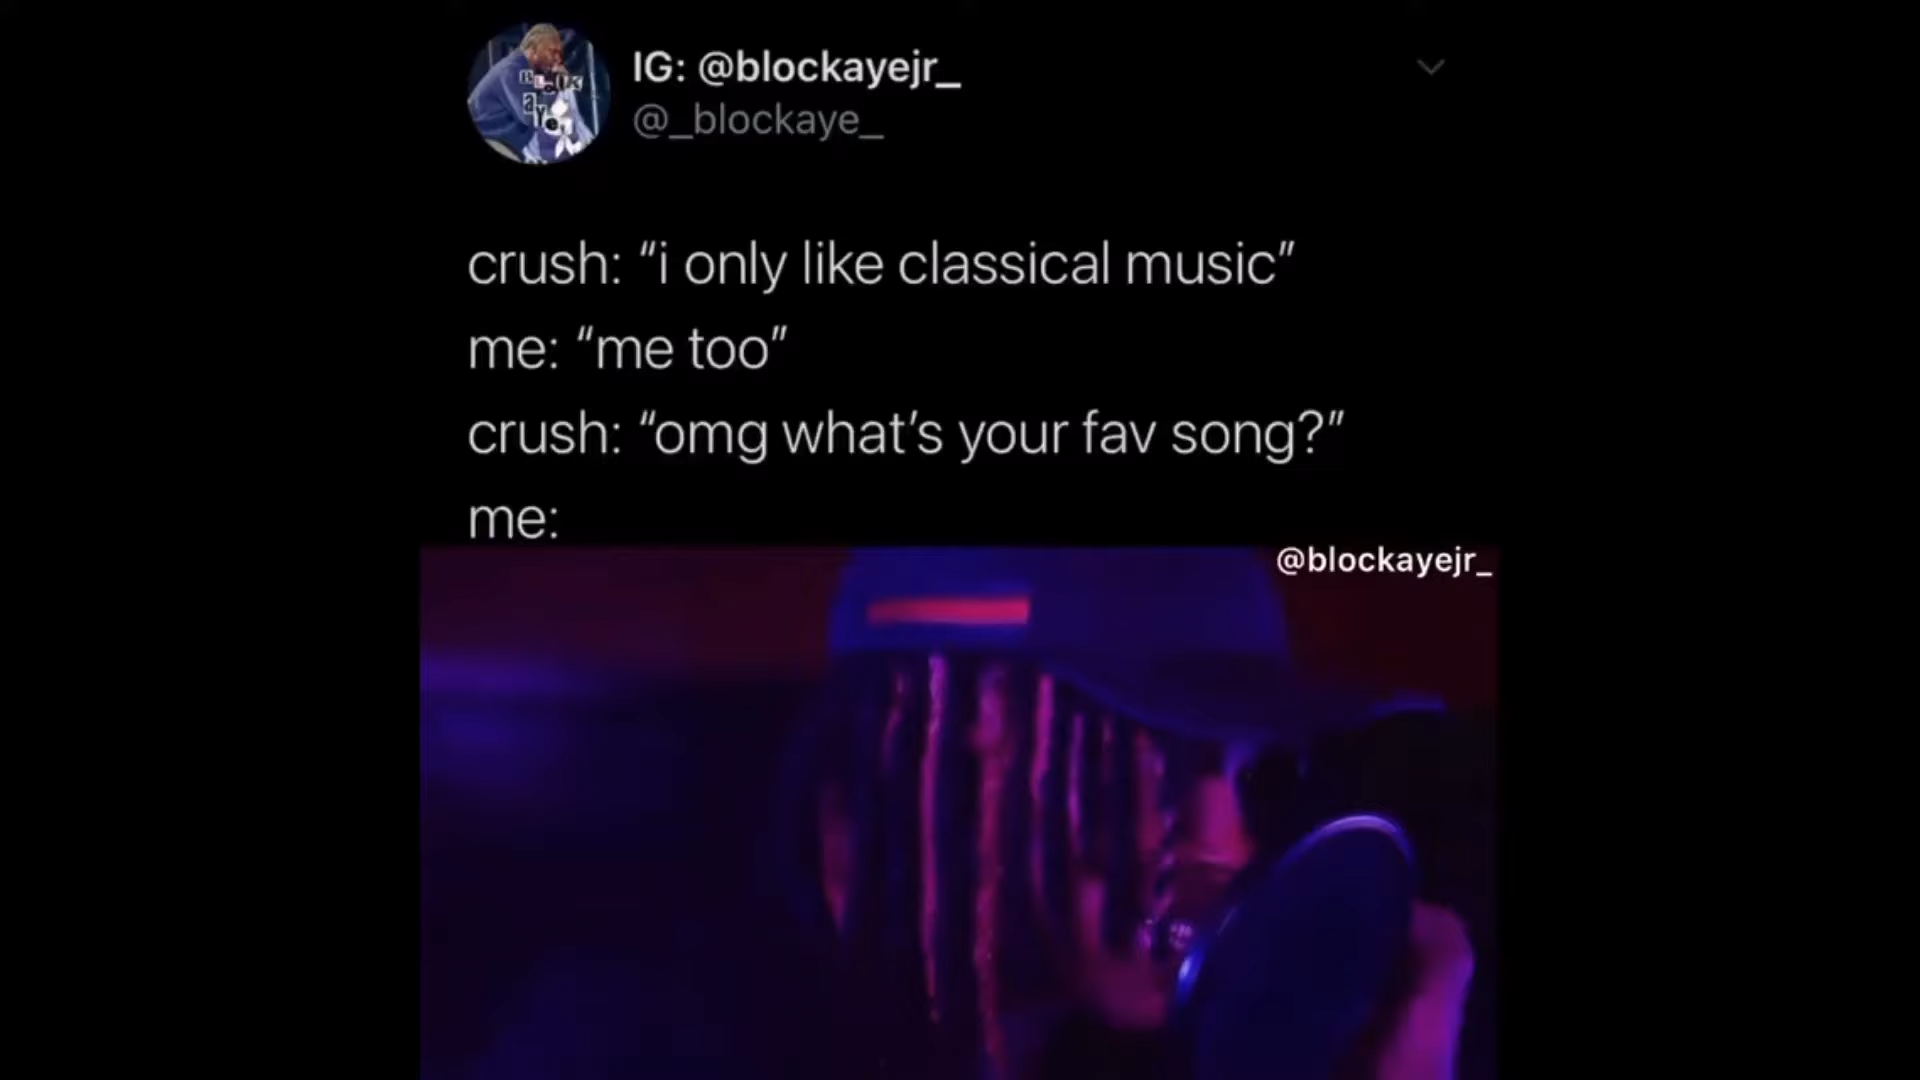 IG: @blockayejr_
@_blockaye_
crush: “i only like classical music”
me: “me too”
crush: “omg what’s your fav song?”
me:
@blockayejr_